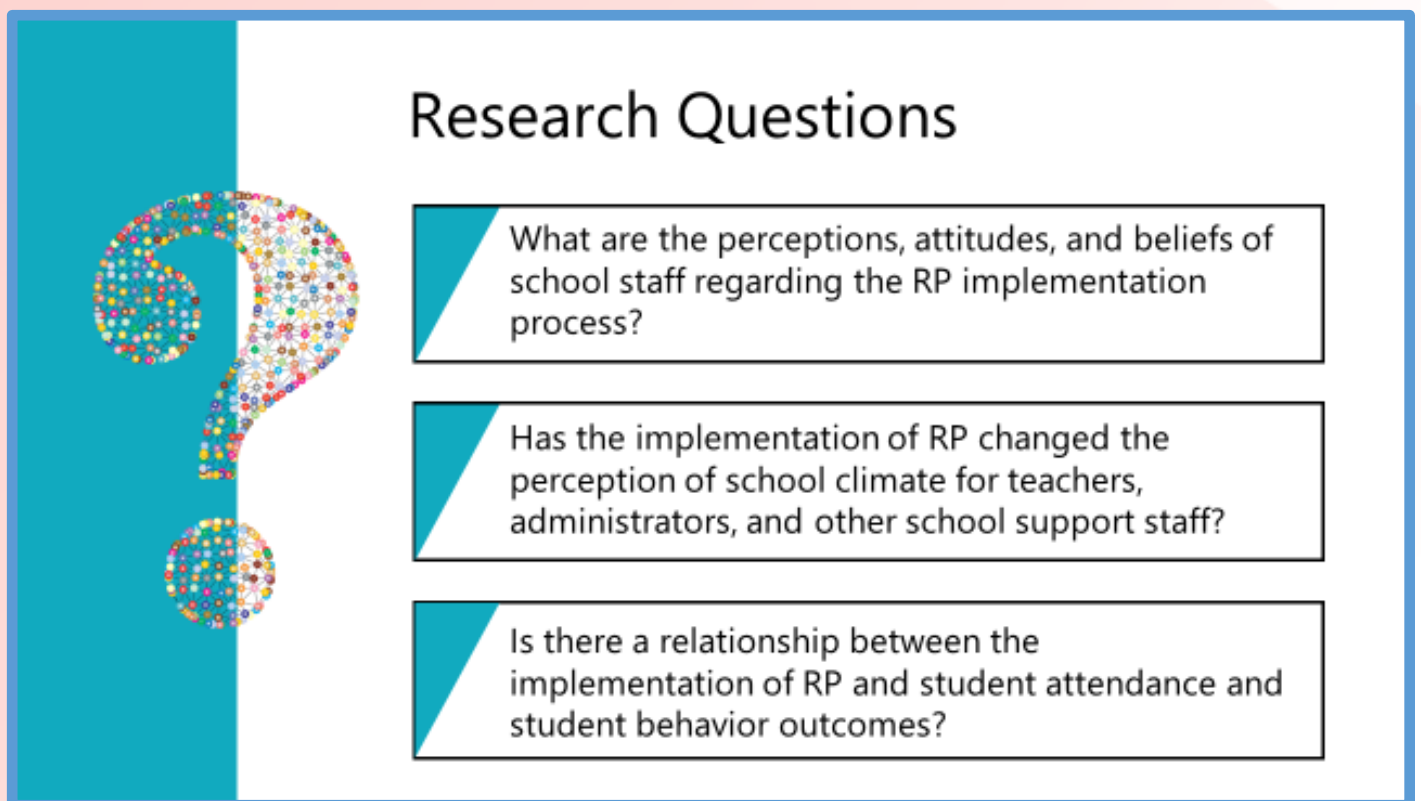 Research Questions
What are the perceptions, attitudes, and beliefs of
school staff regarding the RP implementation
process?
Has the implementation of RP changed the
perception of school climate for teachers,
administrators, and other school support staff?
Is there a relationship between the
implementation of RP and student attendance and
student behavior outcomes?